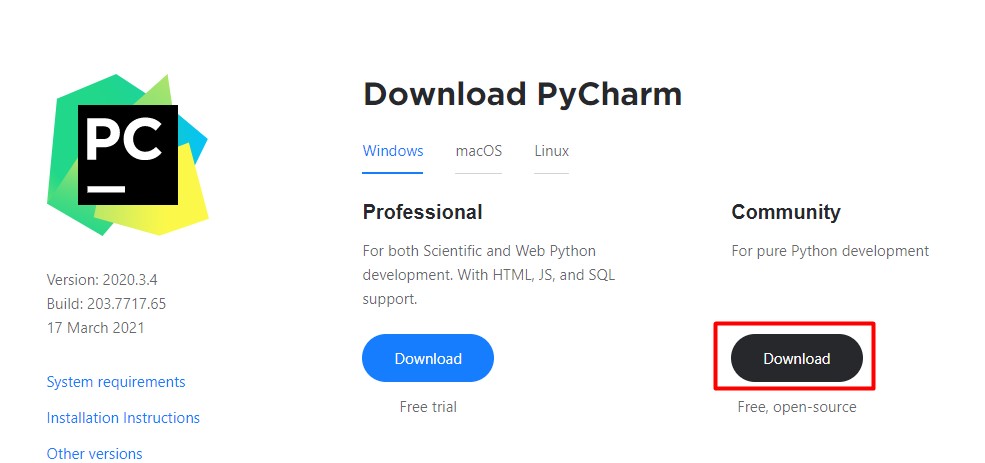 PC
Download PyCharm
Windows macOS Linux
Professional
For both Scientific and Web Python
development. With HTML, JS, and SQL
support.
Download
Free trial
Community
For pure Python development
Download
Free, open-source
Version: 2020.3.4
Build: 203.7717.65
17 March 2021
System requirements
Installation Instructions
Other versions